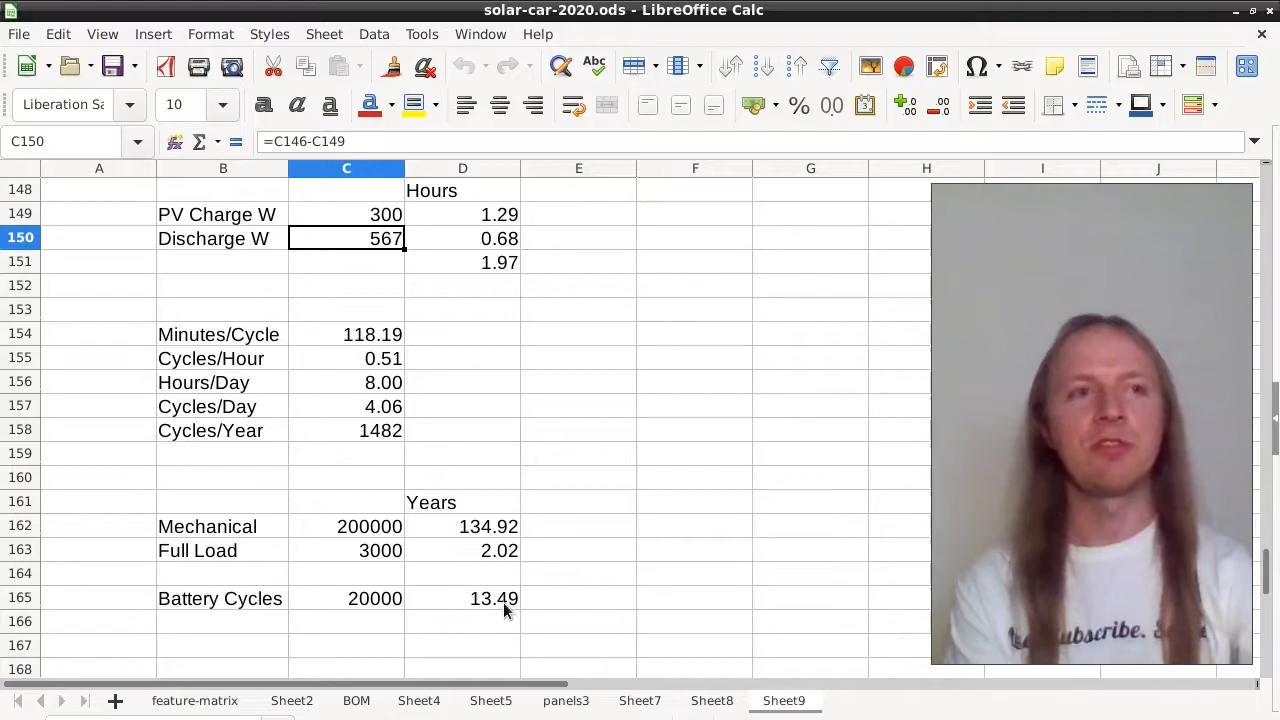 solar-car-2020.ods - LibreOffice Calc
File Edit View Insert Format Styles Sheet Data Tools Window Help
Abc
Liberation Sa 10
C150 =C146-C149
A B C D E F G H I J
148 Hours
149 PV Charge W 300 1.29
150 Discharge W 567 0.68
151 1.97
152
153
154 Minutes/Cycle 118.19
155 Cycles/Hour 0.51
156 Hours/Day 8.00
157 Cycles/Day 4.06
158 Cycles/Year 1482
159
160
161 Years
162 Mechanical 200000 134.92
163 Full Load 3000 2.02
164
165 Battery Cycles 20000 13.49
166
167
168
feature-matrix Sheet2 BOM Sheet4 Sheet5 panels3 Sheet7 Sheet8 Sheet9